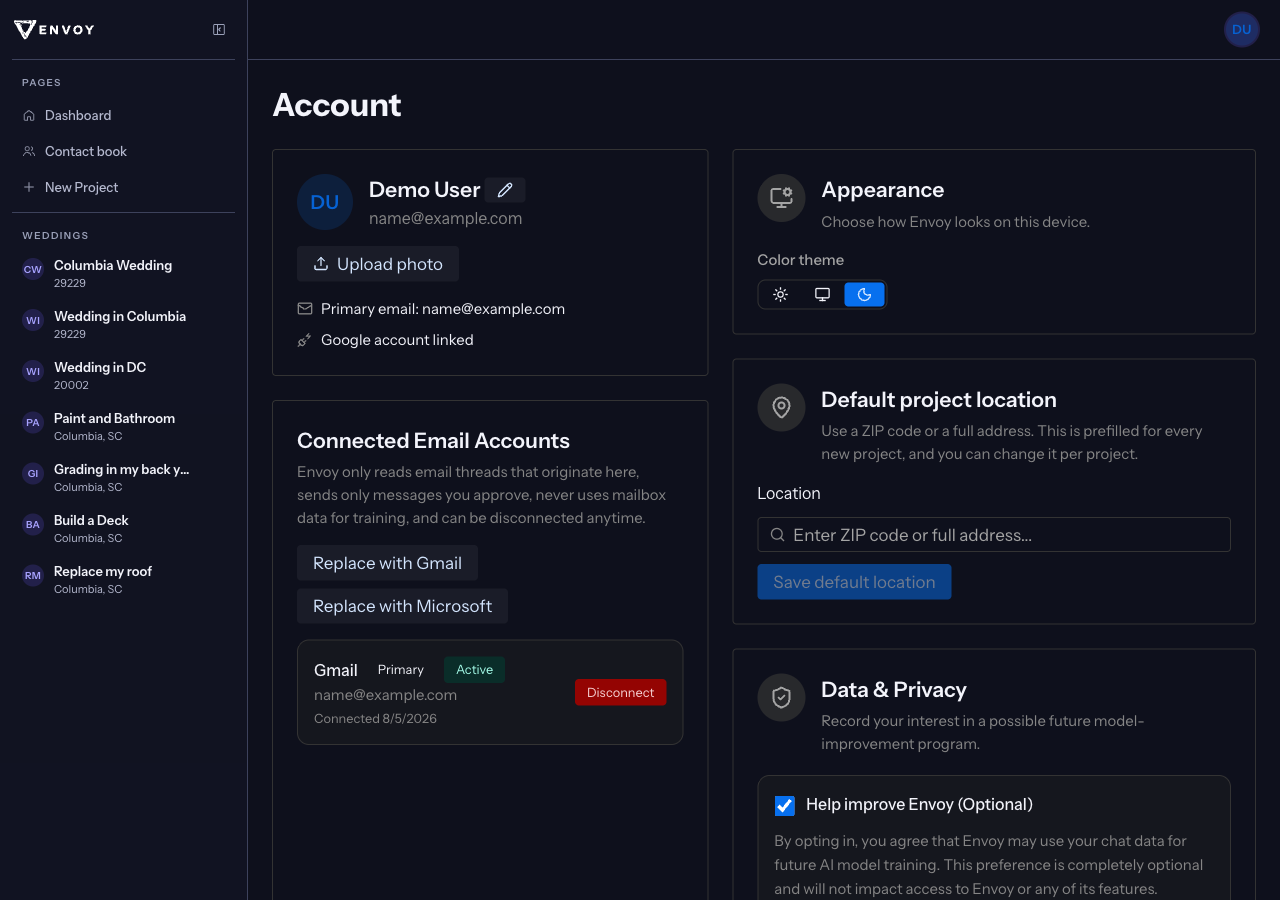 ENVOY
DU
PAGES
Dashboard
Contact book
New Project
WEDDINGS
CW
Columbia Wedding
29229
WI
Wedding in Columbia
29229
WI
Wedding in DC
20002
PA
Paint and Bathroom
Columbia, SC
GI
Grading in my back y...
Columbia, SC
BA
Build a Deck
Columbia, SC
RM
Replace my roof
Columbia, SC
Account
DU
Demo User
name@example.com
Upload photo
Primary email: name@example.com
Google account linked
Connected Email Accounts
Envoy only reads email threads that originate here,
sends only messages you approve, never uses mailbox
data for training, and can be disconnected anytime.
Replace with Gmail
Replace with Microsoft
Gmail Primary Active
name@example.com
Connected 8/5/2026
Disconnect
Appearance
Choose how Envoy looks on this device.
Color theme
Default project location
Use a ZIP code or a full address. This is prefilled for every
new project, and you can change it per project.
Location
Enter ZIP code or full address...
Save default location
Data & Privacy
Record your interest in a possible future model-
improvement program.
Help improve Envoy (Optional)
By opting in, you agree that Envoy may use your chat data for
future AI model training. This preference is completely optional
and will not impact access to Envoy or any of its features.